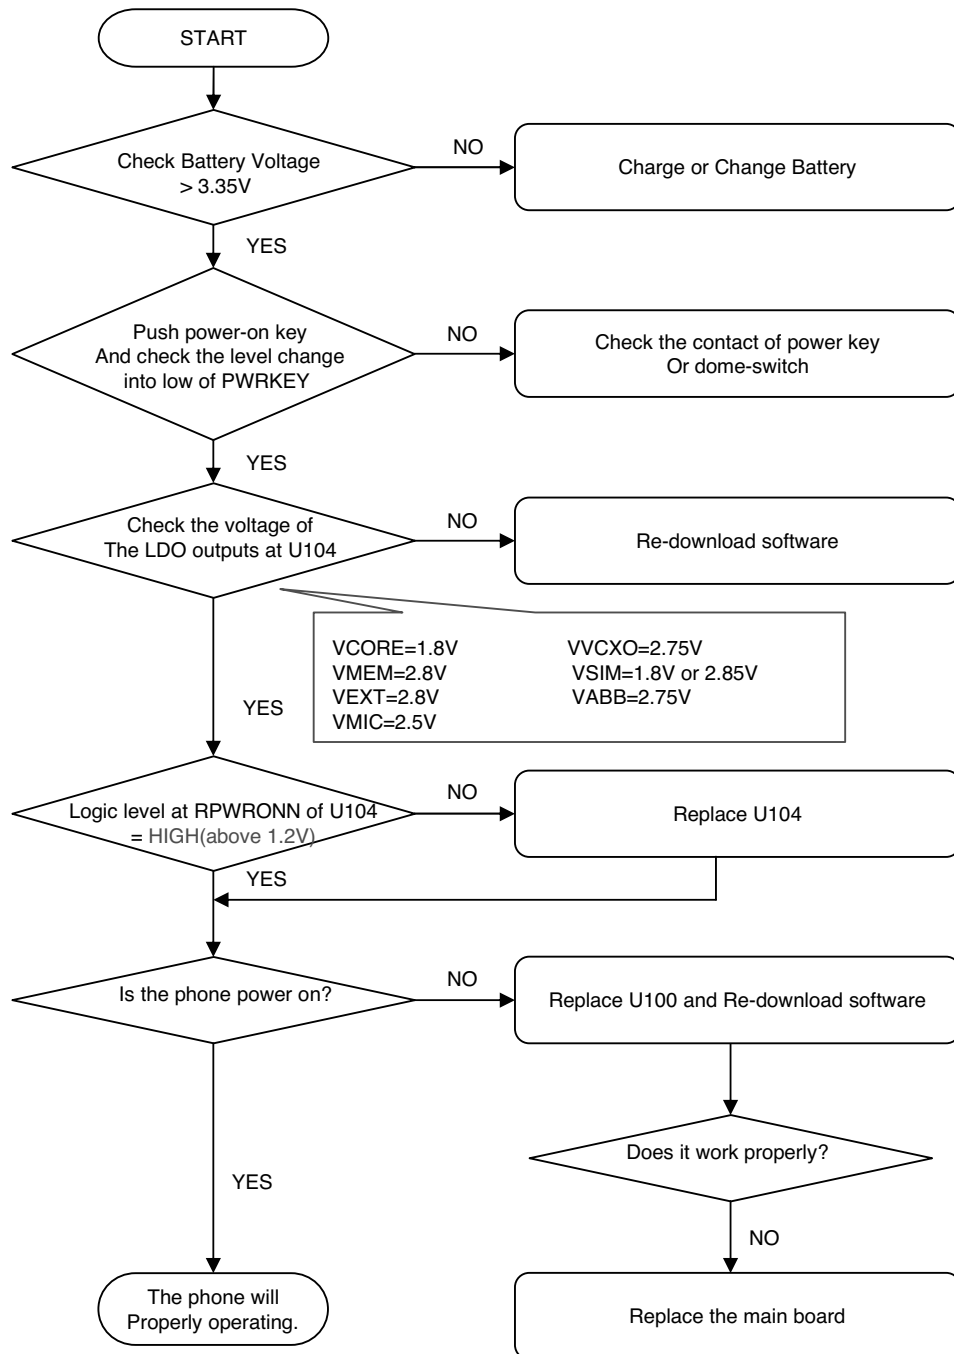 START
Check Battery Voltage
> 3.35V
NO
Charge or Change Battery
YES
Push power-on key
And check the level change
into low of PWRKEY
NO
Check the contact of power key
Or dome-switch
YES
Check the voltage of
The LDO outputs at U104
NO
Re-download software
VCORE=1.8V
VVCXO=2.75V
VMEM=2.8V
VSIM=1.8V or 2.85V
VEXT=2.8V
VABB=2.75V
VMIC=2.5V
YES
Logic level at RPWRONN of U104
= HIGH(above 1.2V)
NO
Replace U104
YES
Is the phone power on?
NO
Replace U100 and Re-download software
Does it work properly?
YES
NO
The phone will
Properly operating.
Replace the main board